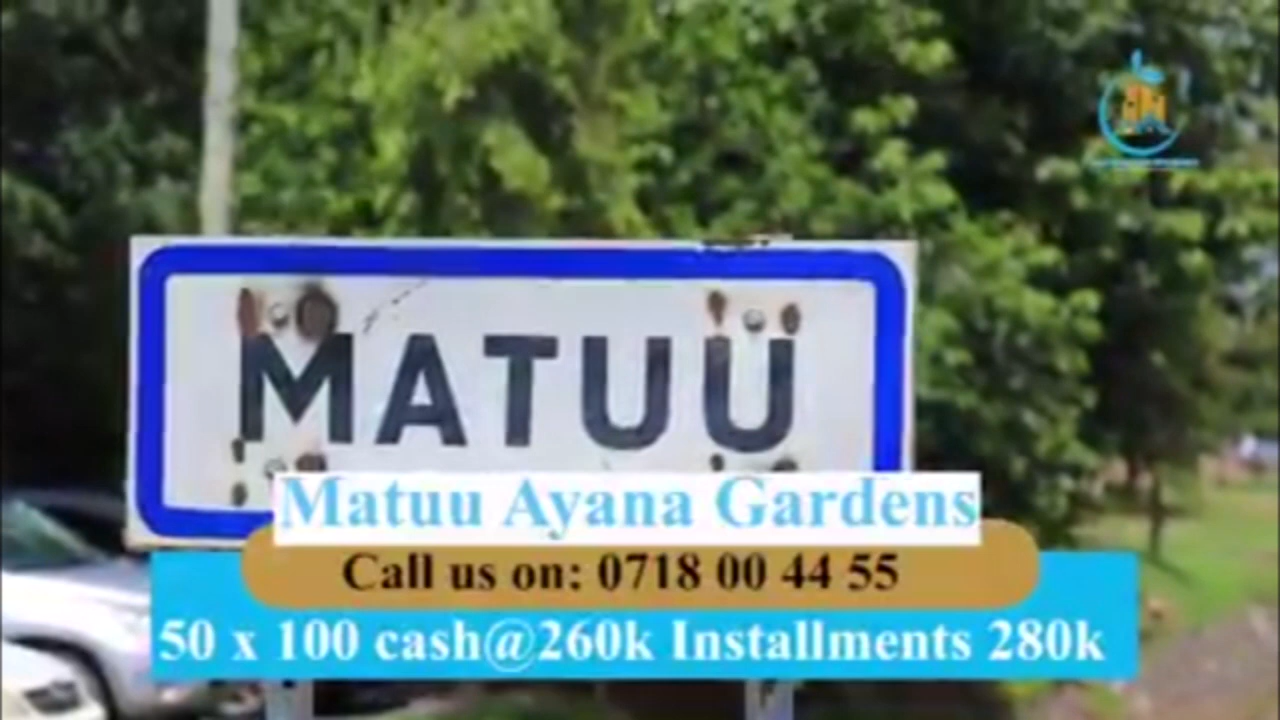 MATUU
Matuu Ayana Gardens
Call us on: 0718 00 44 55
50 x 100 cash@260k Installments 280k